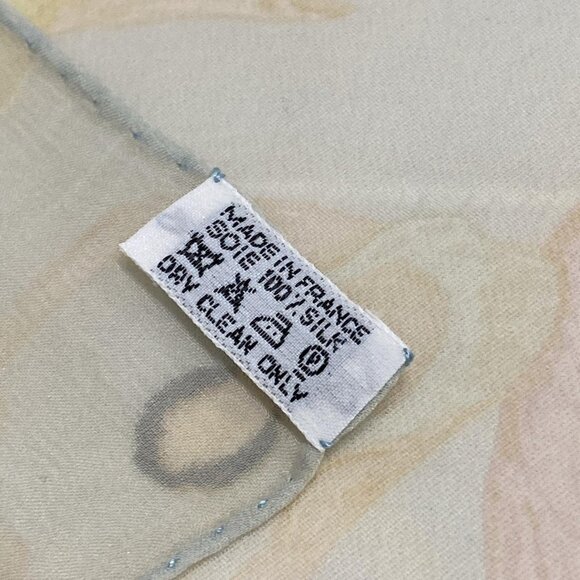 MADE IN FRANCE
SOIE 100% SILK
P
DRY CLEAN ONLY